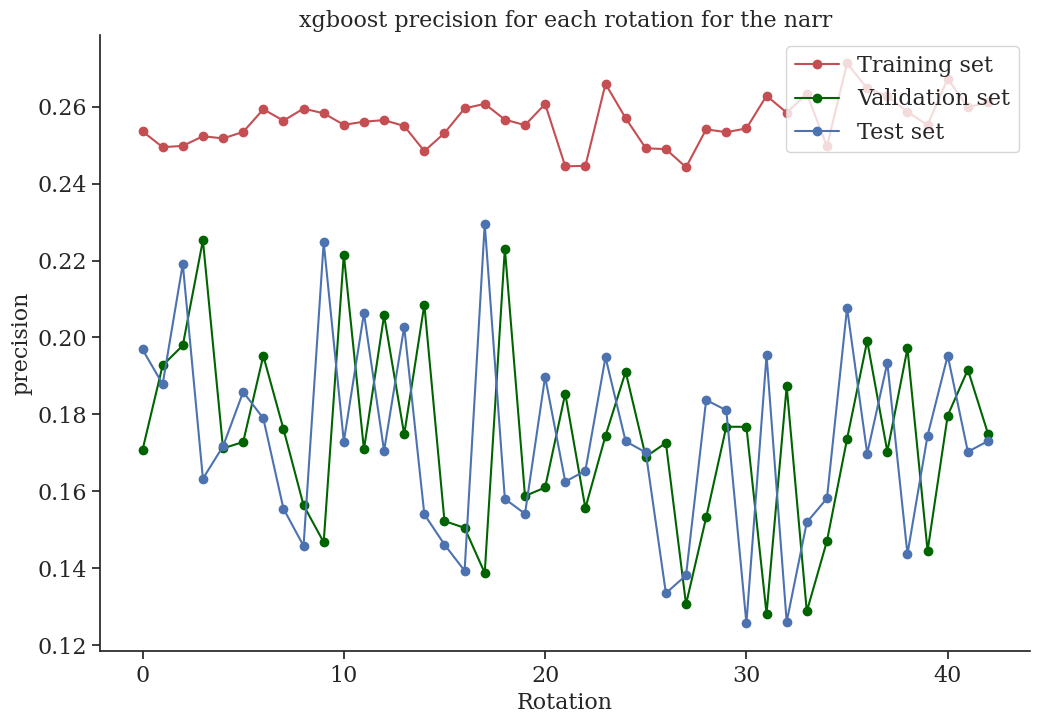 xgboost precision for each rotation for the narr
Training set
Validation set
Test set
0.26
0.24
0.22
0.20
0.18
0.16
0.14
0.12
precision
0
10
20
30
40
Rotation